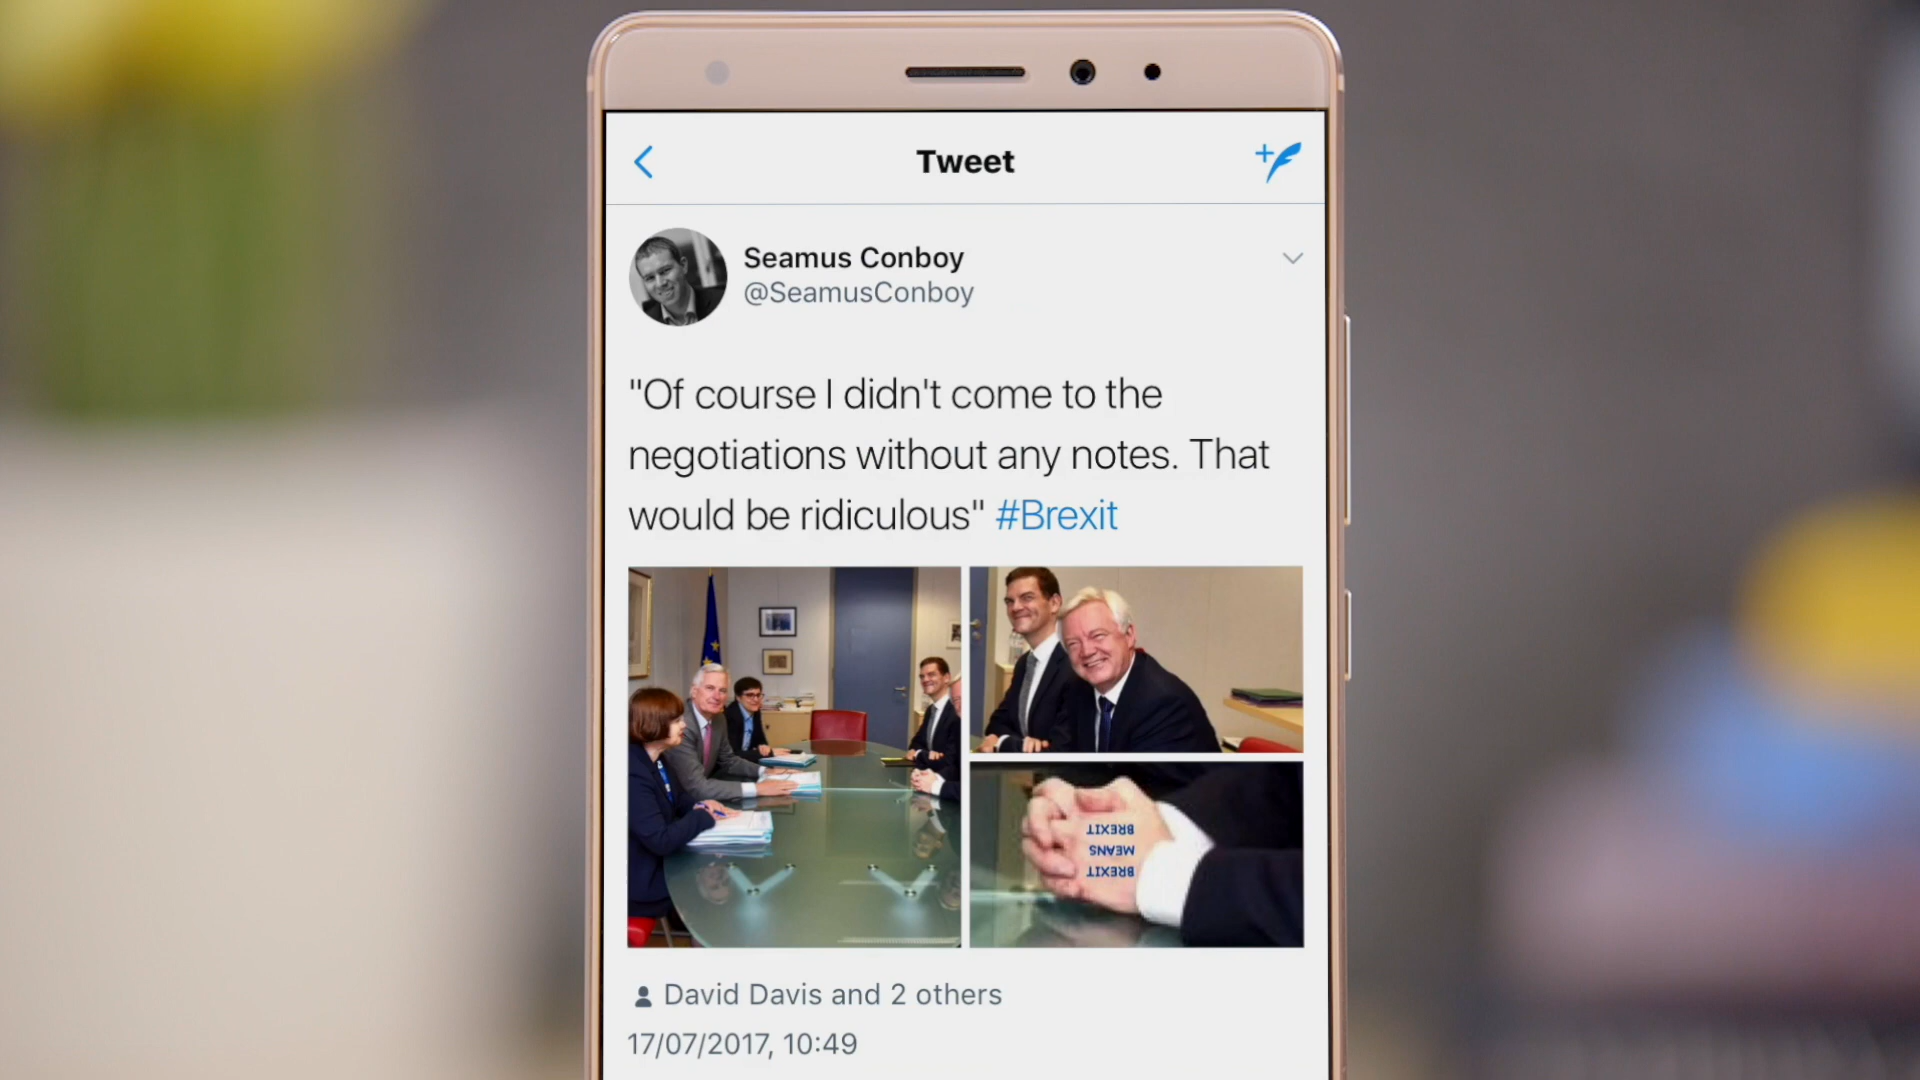 Tweet
Seamus Conboy
@SeamusConboy
"Of course I didn't come to the
negotiations without any notes. That
would be ridiculous" #Brexit
BREXIT
MEANS
BREXIT
David Davis and 2 others
17/07/2017, 10:49